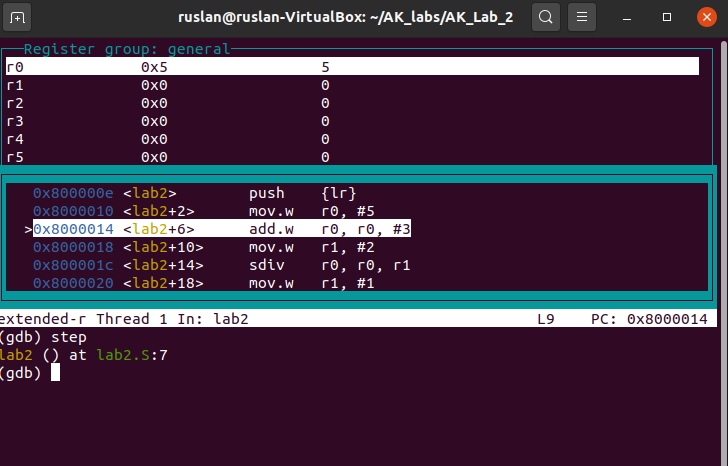 ruslan@ruslan-VirtualBox: ~/AK_labs/AK_Lab_2
Register group: general
r0 0x5 5
r1 0x0 0
r2 0x0 0
r3 0x0 0
r4 0x0 0
r5 0x0 0
0x800000e <lab2> push {lr}
0x8000010 <lab2+2> mov.w r0, #5
>0x8000014 <lab2+6> add.w r0, r0, #3
0x8000018 <lab2+10> mov.w r1, #2
0x800001c <lab2+14> sdiv r0, r0, r1
0x8000020 <lab2+18> mov.w r1, #1
extended-r Thread 1 In: lab2 L9 PC: 0x8000014
(gdb) step
lab2 () at lab2.S:7
(gdb)